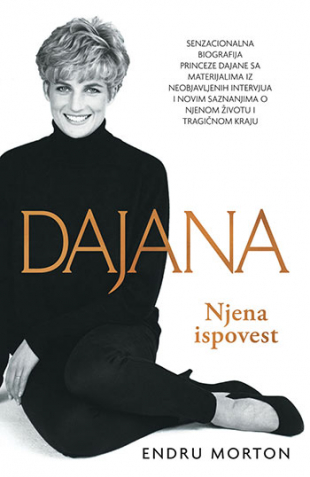 SENZACIONALNA
BIOGRAFIJA
PRINCEZE DAJANE SA
MATERIJALIMA IZ
NEOBJAVLJENIH INTERVJUA
I NOVIM SAZNANJIMA O
NJENOM ŽIVOTU I
TRAGIČNOM KRAJU
DAJANA
Njena
ispovest
ENDRU MORTON